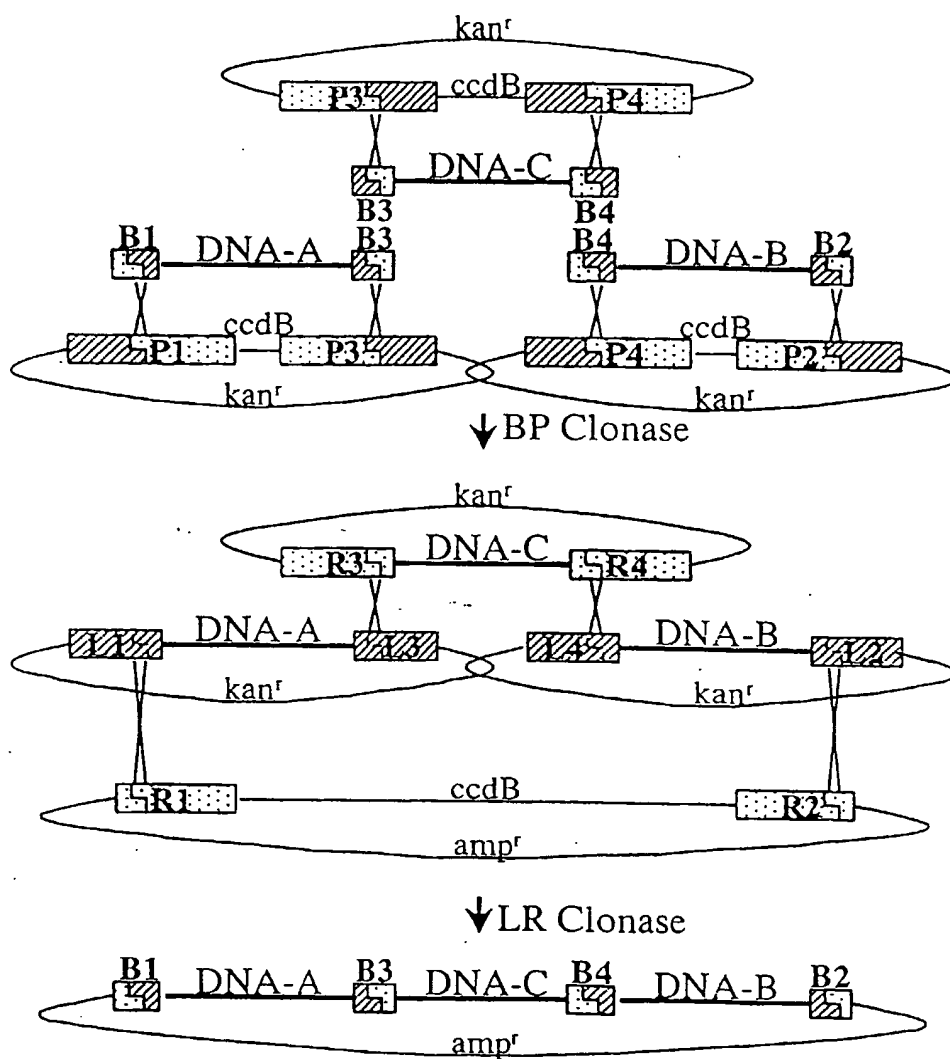 kanʳ
P3 ccdB P4
DNA-C
B3 B4
B1 DNA-A B3 B4 DNA-B B2
P1 ccdB P3 P4 ccdB P2
kanʳ kanʳ
BP Clonase
kanʳ
R3 DNA-C R4
L1 DNA-A L3 L4 DNA-B L2
kanʳ kanʳ
R1 ccdB R2
ampʳ
LR Clonase
B1 DNA-A B3 DNA-C B4 DNA-B B2
ampʳ